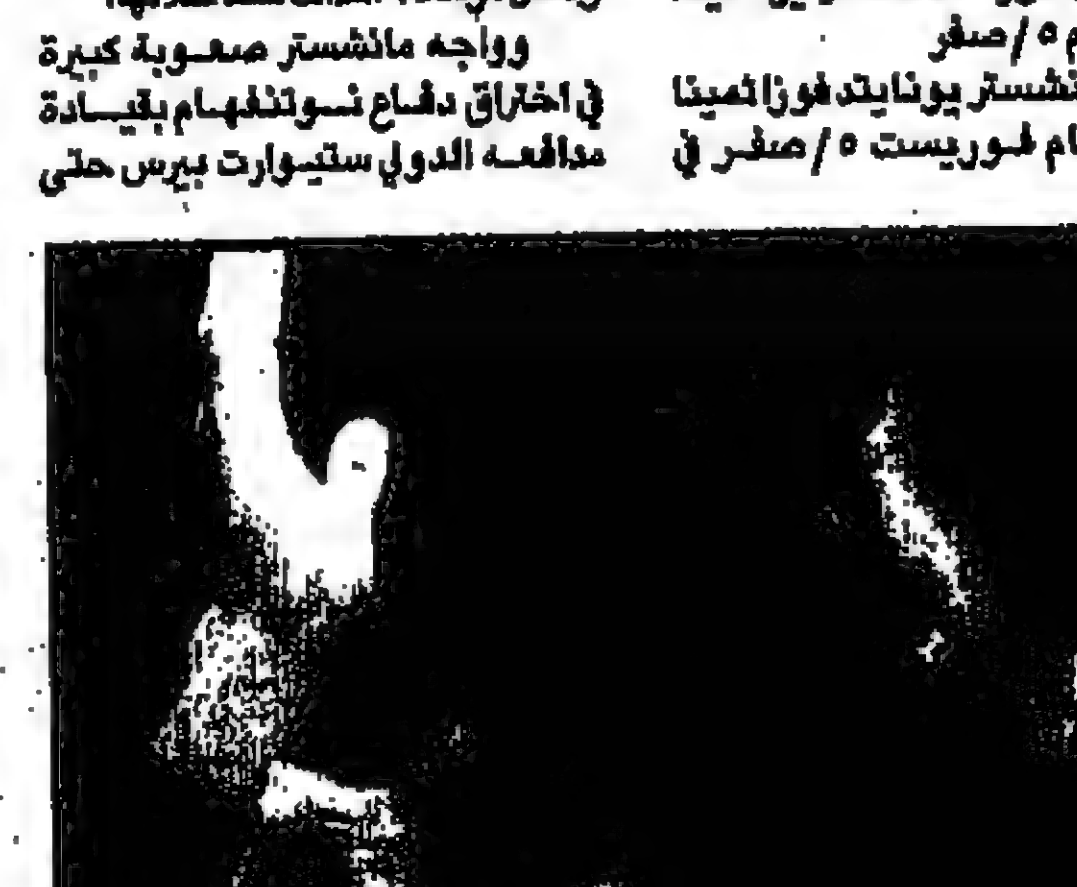 م ٥/صفر
نشستر يونايتد فوزا ثمينا
ام فوريست ٥/صفر في
وواجه مانشستر صعوبة كبيرة
في اختراق دفاع نوتنغهام بقيادة
مدافعه الدولي ستيوارت بيرس حتى